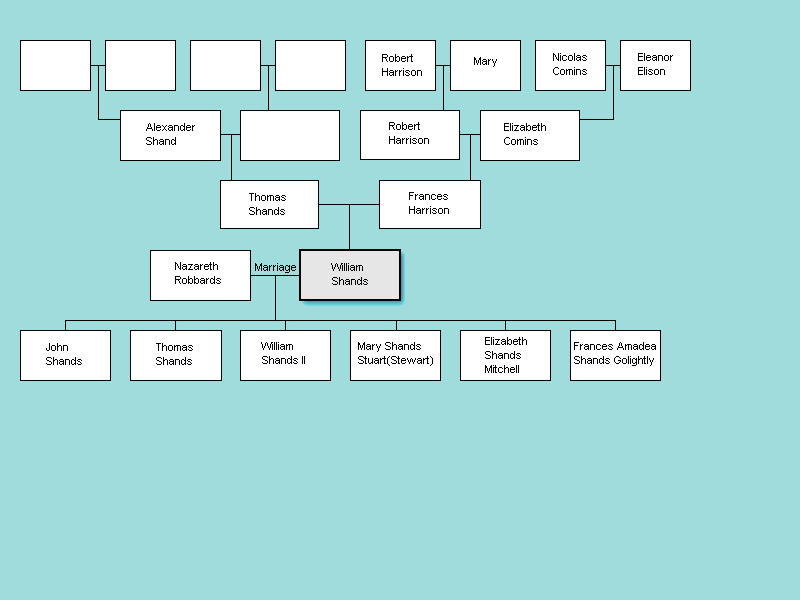 Robert
Harrison
Mary
Nicolas
Comins
Eleanor
Elison
Alexander
Shand
Robert
Harrison
Elizabeth
Comins
Thomas
Shands
Frances
Harrison
Nazareth
Robbards
Marriage
William
Shands
John
Shands
Thomas
Shands
William
Shands II
Mary Shands
Stuart(Stewart)
Elizabeth
Shands
Mitchell
Frances Amadea
Shands Golightly